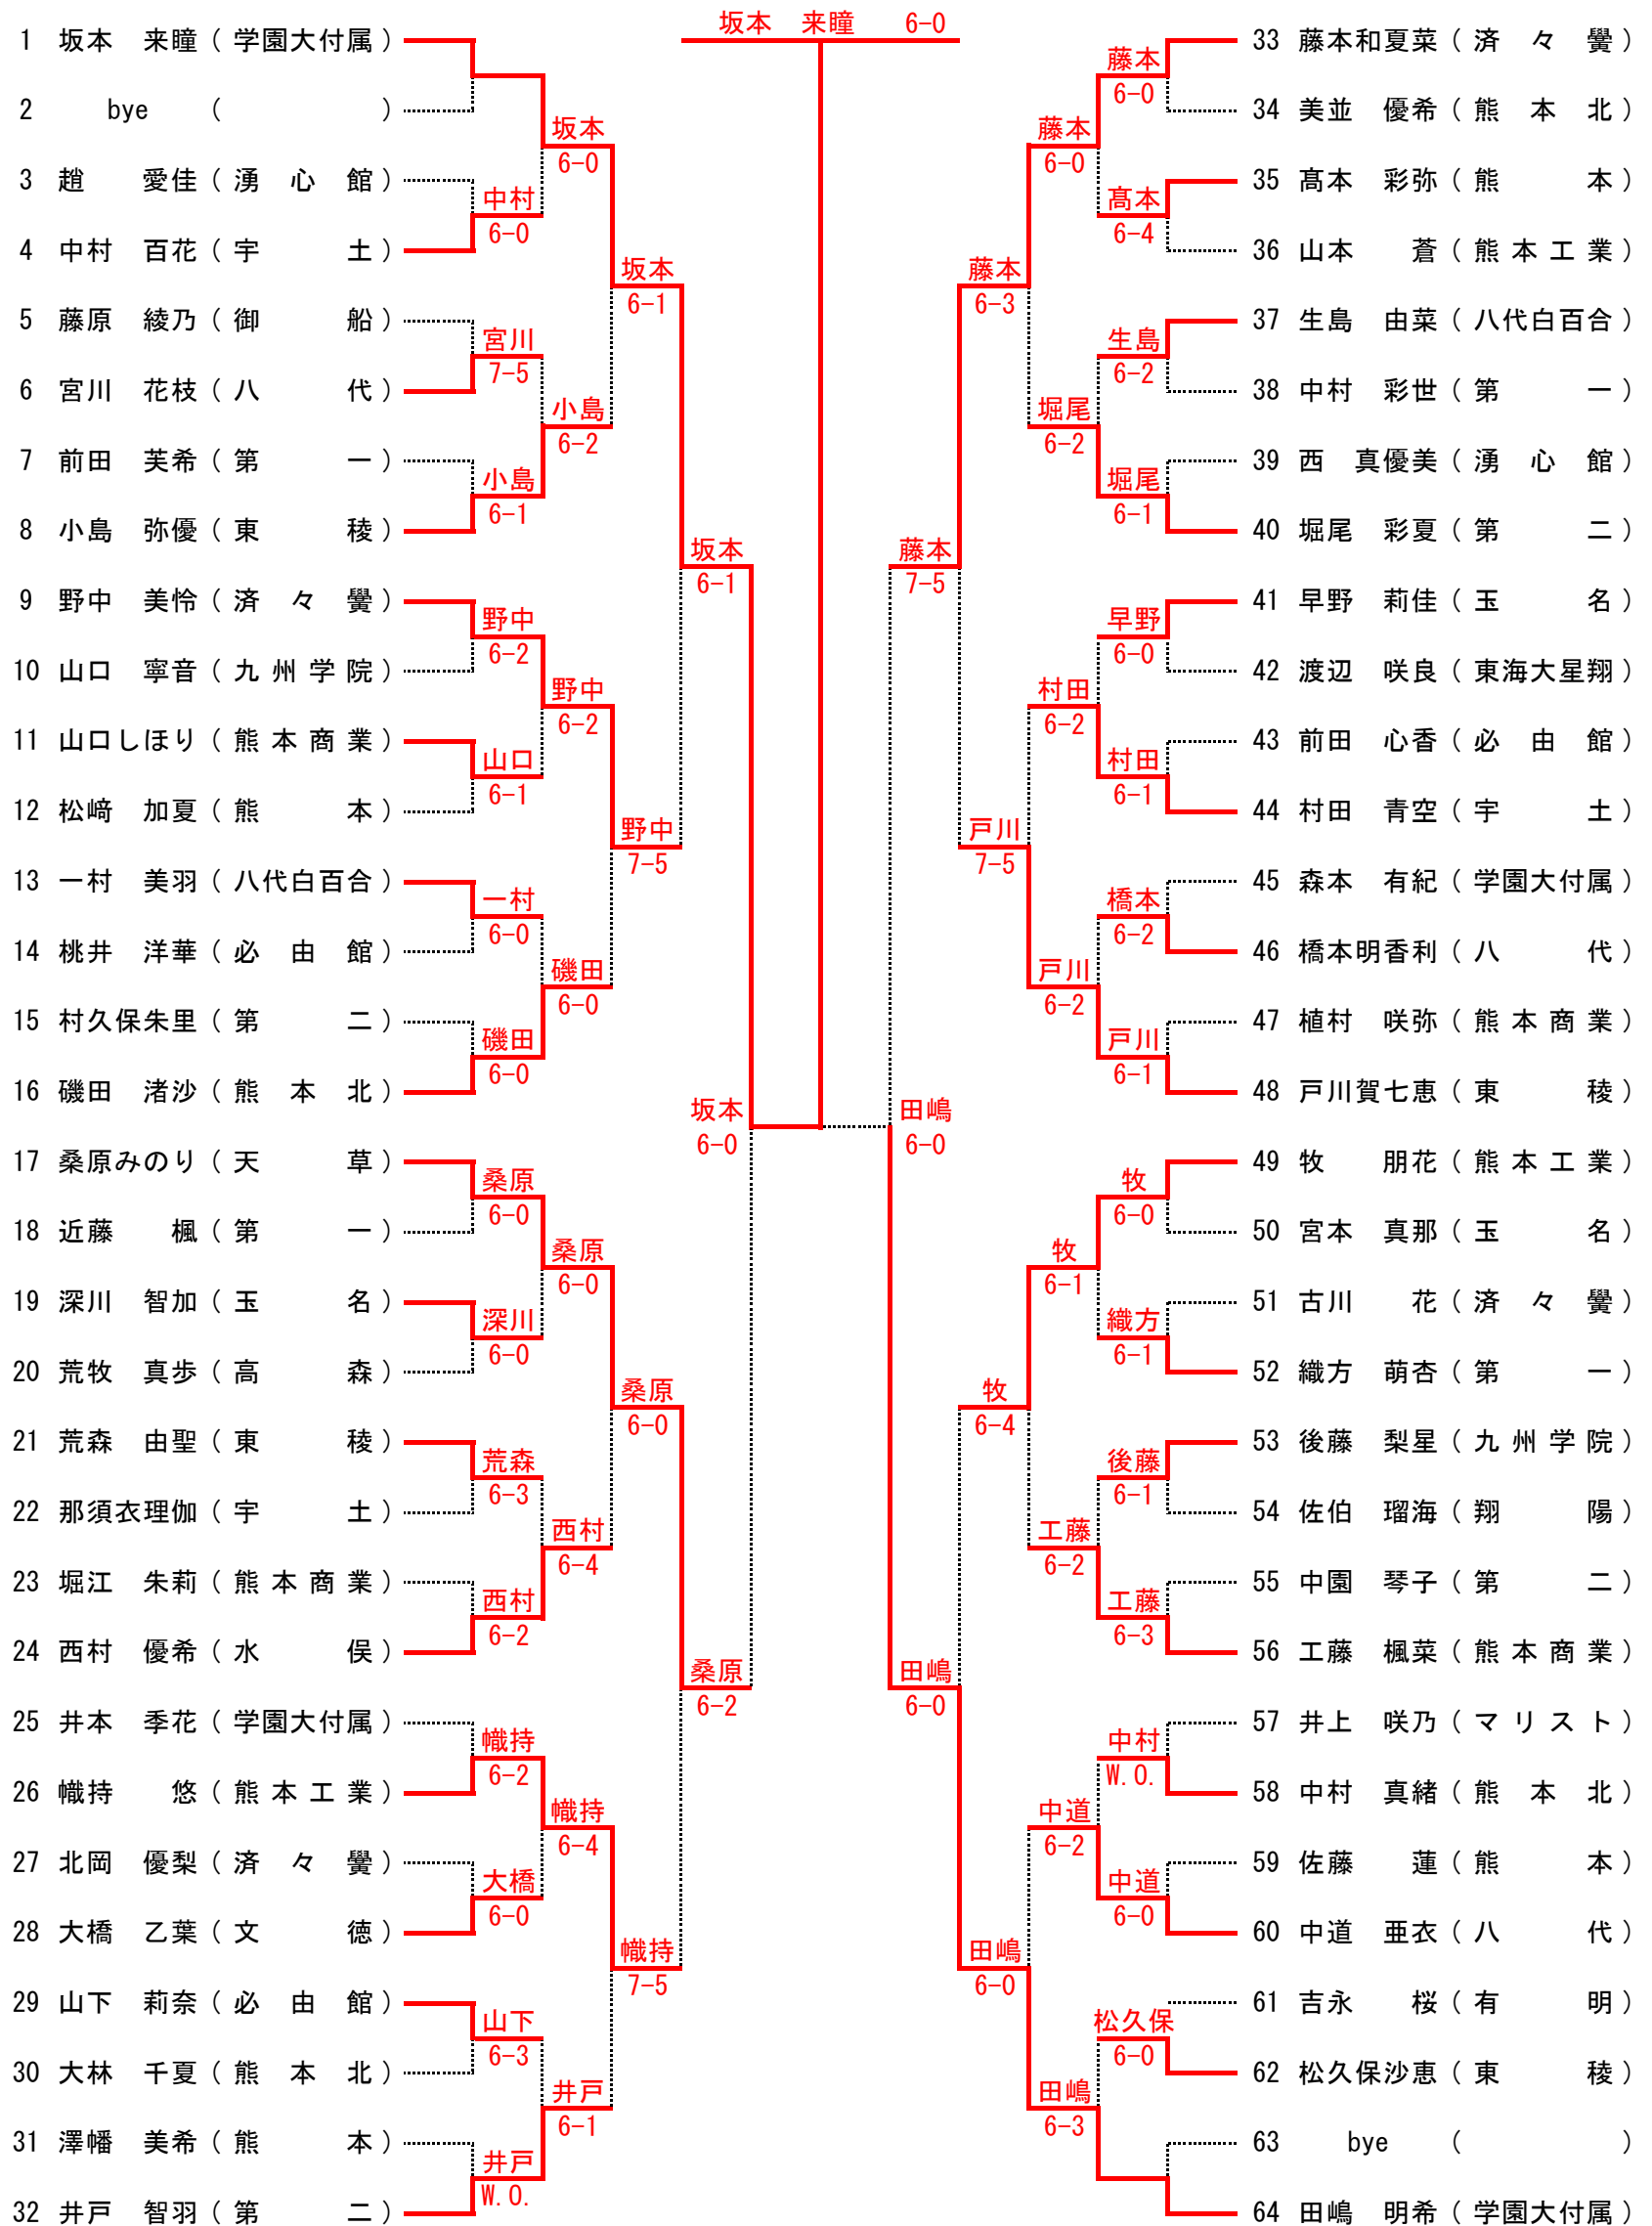 坂本 来瞳 6-0
1 坂本 来瞳 ( 学園大付属 )
2 bye ( )
3 趙 愛佳 ( 湧心館 )
4 中村 百花 ( 宇土 )
5 藤原 綾乃 ( 御船 )
6 宮川 花枝 ( 八代 )
7 前田 芙希 ( 第一 )
8 小島 弥優 ( 東稜 )
9 野中 美怜 ( 済々黌 )
10 山口 寧音 ( 九州学院 )
11 山口しほり ( 熊本商業 )
12 松﨑 加夏 ( 熊本 )
13 一村 美羽 ( 八代白百合 )
14 桃井 洋華 ( 必由館 )
15 村久保朱里 ( 第二 )
16 磯田 渚沙 ( 熊本北 )
17 桑原みのり ( 天草 )
18 近藤 楓 ( 第一 )
19 深川 智加 ( 玉名 )
20 荒牧 真歩 ( 高森 )
21 荒森 由聖 ( 東稜 )
22 那須衣理伽 ( 宇土 )
23 堀江 朱莉 ( 熊本商業 )
24 西村 優希 ( 水俣 )
25 井本 季花 ( 学園大付属 )
26 幟持 悠 ( 熊本工業 )
27 北岡 優梨 ( 済々黌 )
28 大橋 乙葉 ( 文徳 )
29 山下 莉奈 ( 必由館 )
30 大林 千夏 ( 熊本北 )
31 澤幡 美希 ( 熊本 )
32 井戸 智羽 ( 第二 )
中村
6-0
宮川
7-5
小島
6-1
野中
6-2
山口
6-1
一村
6-0
磯田
6-0
桑原
6-0
深川
6-0
荒森
6-3
西村
6-2
幟持
6-2
大橋
6-0
山下
6-3
井戸
W.O.
坂本
6-0
小島
6-2
野中
6-2
磯田
6-0
桑原
6-0
西村
6-4
幟持
6-4
井戸
6-1
坂本
6-1
野中
7-5
桑原
6-0
幟持
7-5
坂本
6-1
桑原
6-2
坂本
6-0
田嶋
6-0
藤本
7-5
田嶋
6-0
藤本
6-3
戸川
7-5
牧
6-4
田嶋
6-0
藤本
6-0
堀尾
6-2
村田
6-2
戸川
6-2
牧
6-1
工藤
6-2
中道
6-2
田嶋
6-3
藤本
6-0
髙本
6-4
生島
6-2
堀尾
6-1
早野
6-0
村田
6-1
橋本
6-2
戸川
6-1
牧
6-0
織方
6-1
後藤
6-1
工藤
6-3
中村
W.O.
中道
6-0
松久保
6-0
33 藤本和夏菜 ( 済々黌 )
34 美並 優希 ( 熊本北 )
35 髙本 彩弥 ( 熊本 )
36 山本 蒼 ( 熊本工業 )
37 生島 由菜 ( 八代白百合 )
38 中村 彩世 ( 第一 )
39 西 真優美 ( 湧心館 )
40 堀尾 彩夏 ( 第二 )
41 早野 莉佳 ( 玉名 )
42 渡辺 咲良 ( 東海大星翔 )
43 前田 心香 ( 必由館 )
44 村田 青空 ( 宇土 )
45 森本 有紀 ( 学園大付属 )
46 橋本明香利 ( 八代 )
47 植村 咲弥 ( 熊本商業 )
48 戸川賀七恵 ( 東稜 )
49 牧 朋花 ( 熊本工業 )
50 宮本 真那 ( 玉名 )
51 古川 花 ( 済々黌 )
52 織方 萌杏 ( 第一 )
53 後藤 梨星 ( 九州学院 )
54 佐伯 瑠海 ( 翔陽 )
55 中園 琴子 ( 第二 )
56 工藤 楓菜 ( 熊本商業 )
57 井上 咲乃 ( マリスト )
58 中村 真緒 ( 熊本北 )
59 佐藤 蓮 ( 熊本 )
60 中道 亜衣 ( 八代 )
61 吉永 桜 ( 有明 )
62 松久保沙恵 ( 東稜 )
63 bye ( )
64 田嶋 明希 ( 学園大付属 )